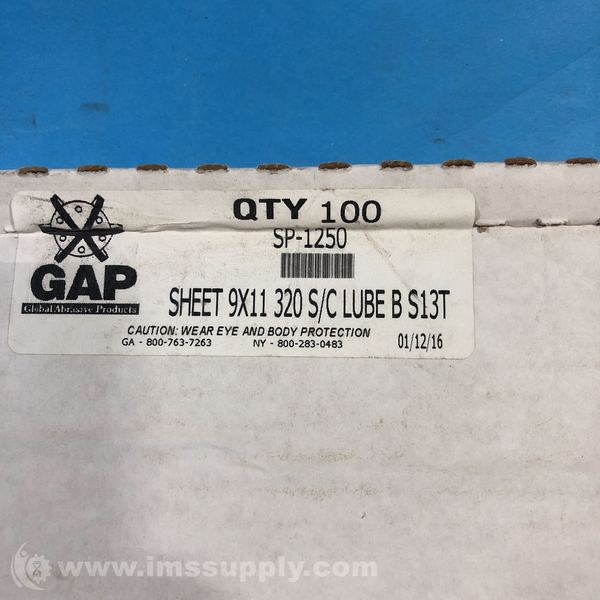 QTY 100
SP-1250
GAP
Global Abrasive Products
SHEET 9X11 320 S/C LUBE B S13T
CAUTION: WEAR EYE AND BODY PROTECTION
GA - 800-763-7263 NY - 800-283-0483 01/12/16
www.imssupply.com